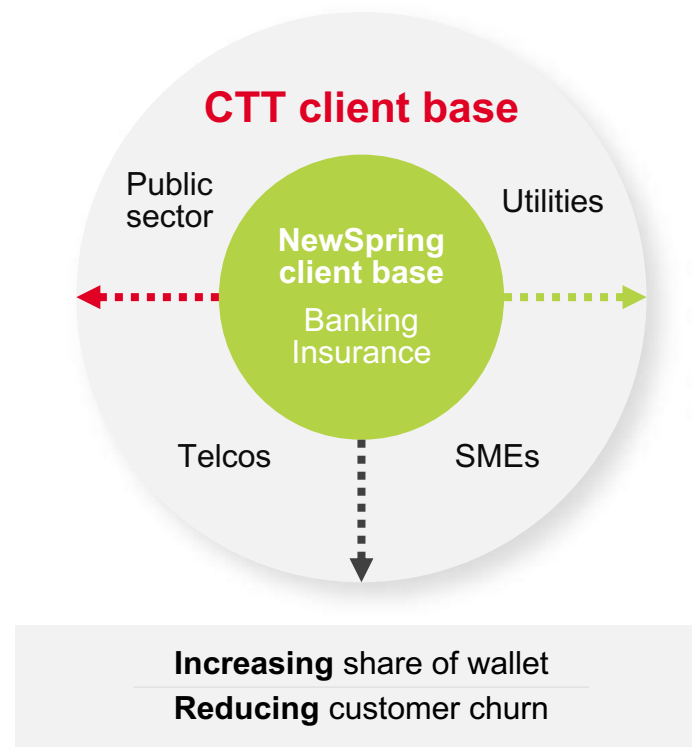 CTT client base
Public
sector
Utilities
NewSpring
client base
Banking
Insurance
Telcos
SMEs
Increasing share of wallet
Reducing customer churn